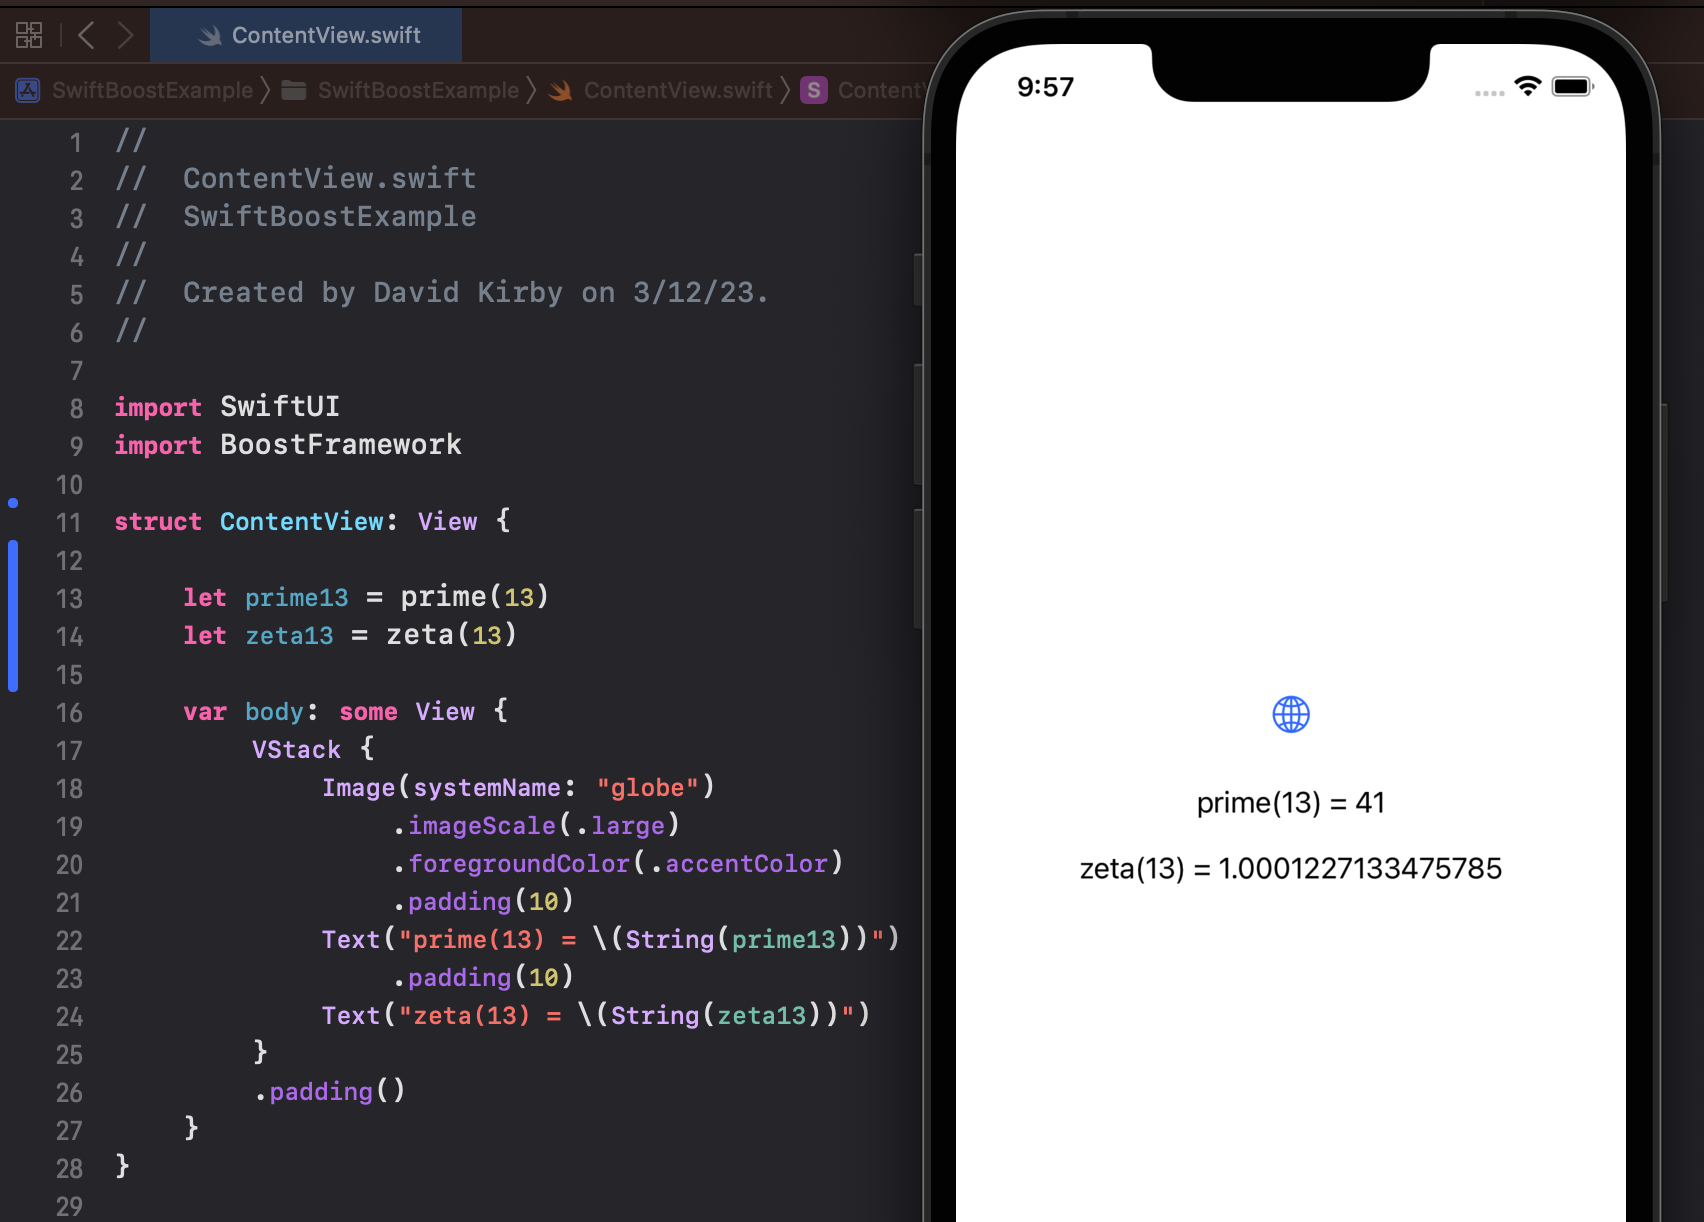 ContentView.swift
SwiftBoostExample SwiftBoostExample ContentView.swift S Content
1 //
2 //  ContentView.swift
3 //  SwiftBoostExample
4 //
5 //  Created by David Kirby on 3/12/23.
6 //
7
8 import SwiftUI
9 import BoostFramework
10
11 struct ContentView: View {
12
13     let prime13 = prime(13)
14     let zeta13 = zeta(13)
15
16     var body: some View {
17         VStack {
18             Image(systemName: "globe")
19                 .imageScale(.large)
20                 .foregroundColor(.accentColor)
21                 .padding(10)
22             Text("prime(13) = \(String(prime13))")
23                 .padding(10)
24             Text("zeta(13) = \(String(zeta13))")
25         }
26         .padding()
27     }
28 }
29
9:57
prime(13) = 41
zeta(13) = 1.0001227133475785